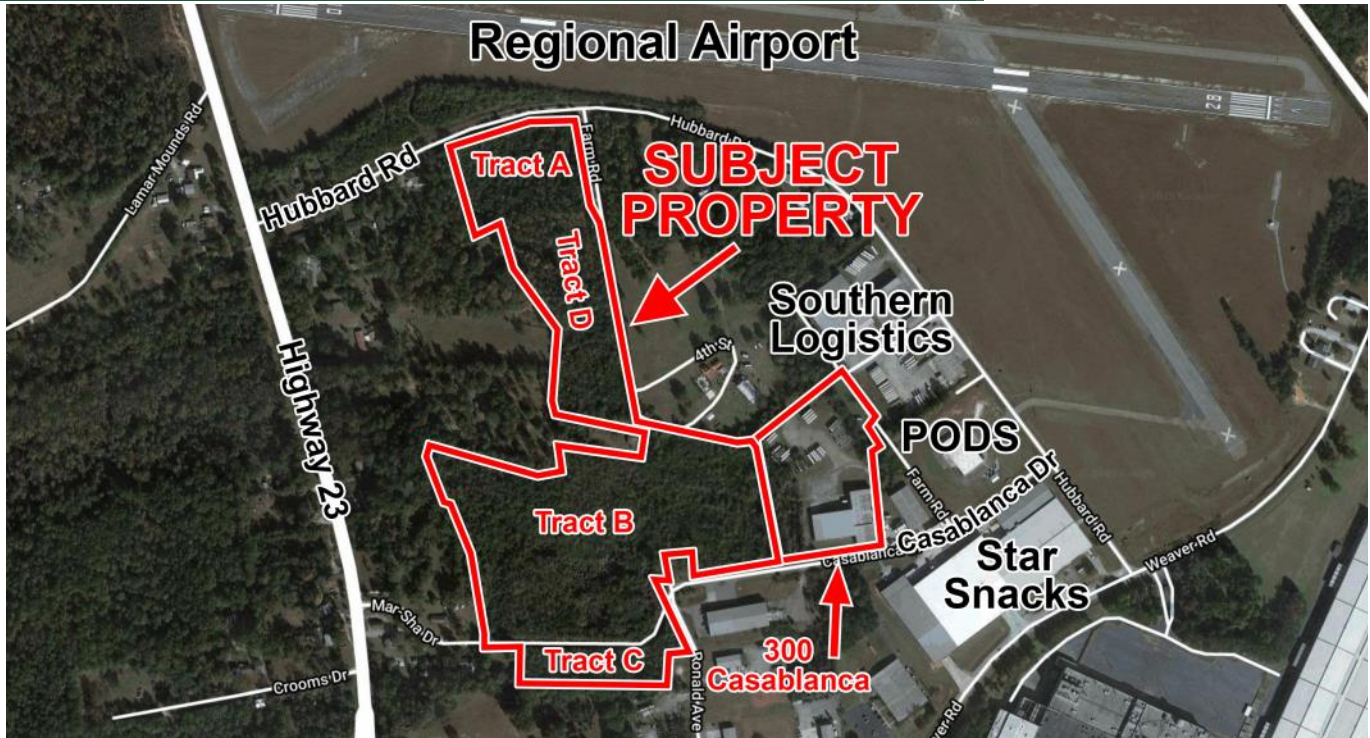 Regional Airport
28
Lamar Mounds Rd
Hubbard Rd
Farm Rd
Hubbard
Tract A
SUBJECT
PROPERTY
Tract D
Southern
Logistics
4th St
Highway 23
PODS
Farm Rd
Hubbard Rd
Tract B
Casablanca
Casablanca Dr
Star
Snacks
Weaver Rd
Mar-Sha Dr
Tract C
300
Casablanca
Crooms Dr
Ronald Ave
ver Rd